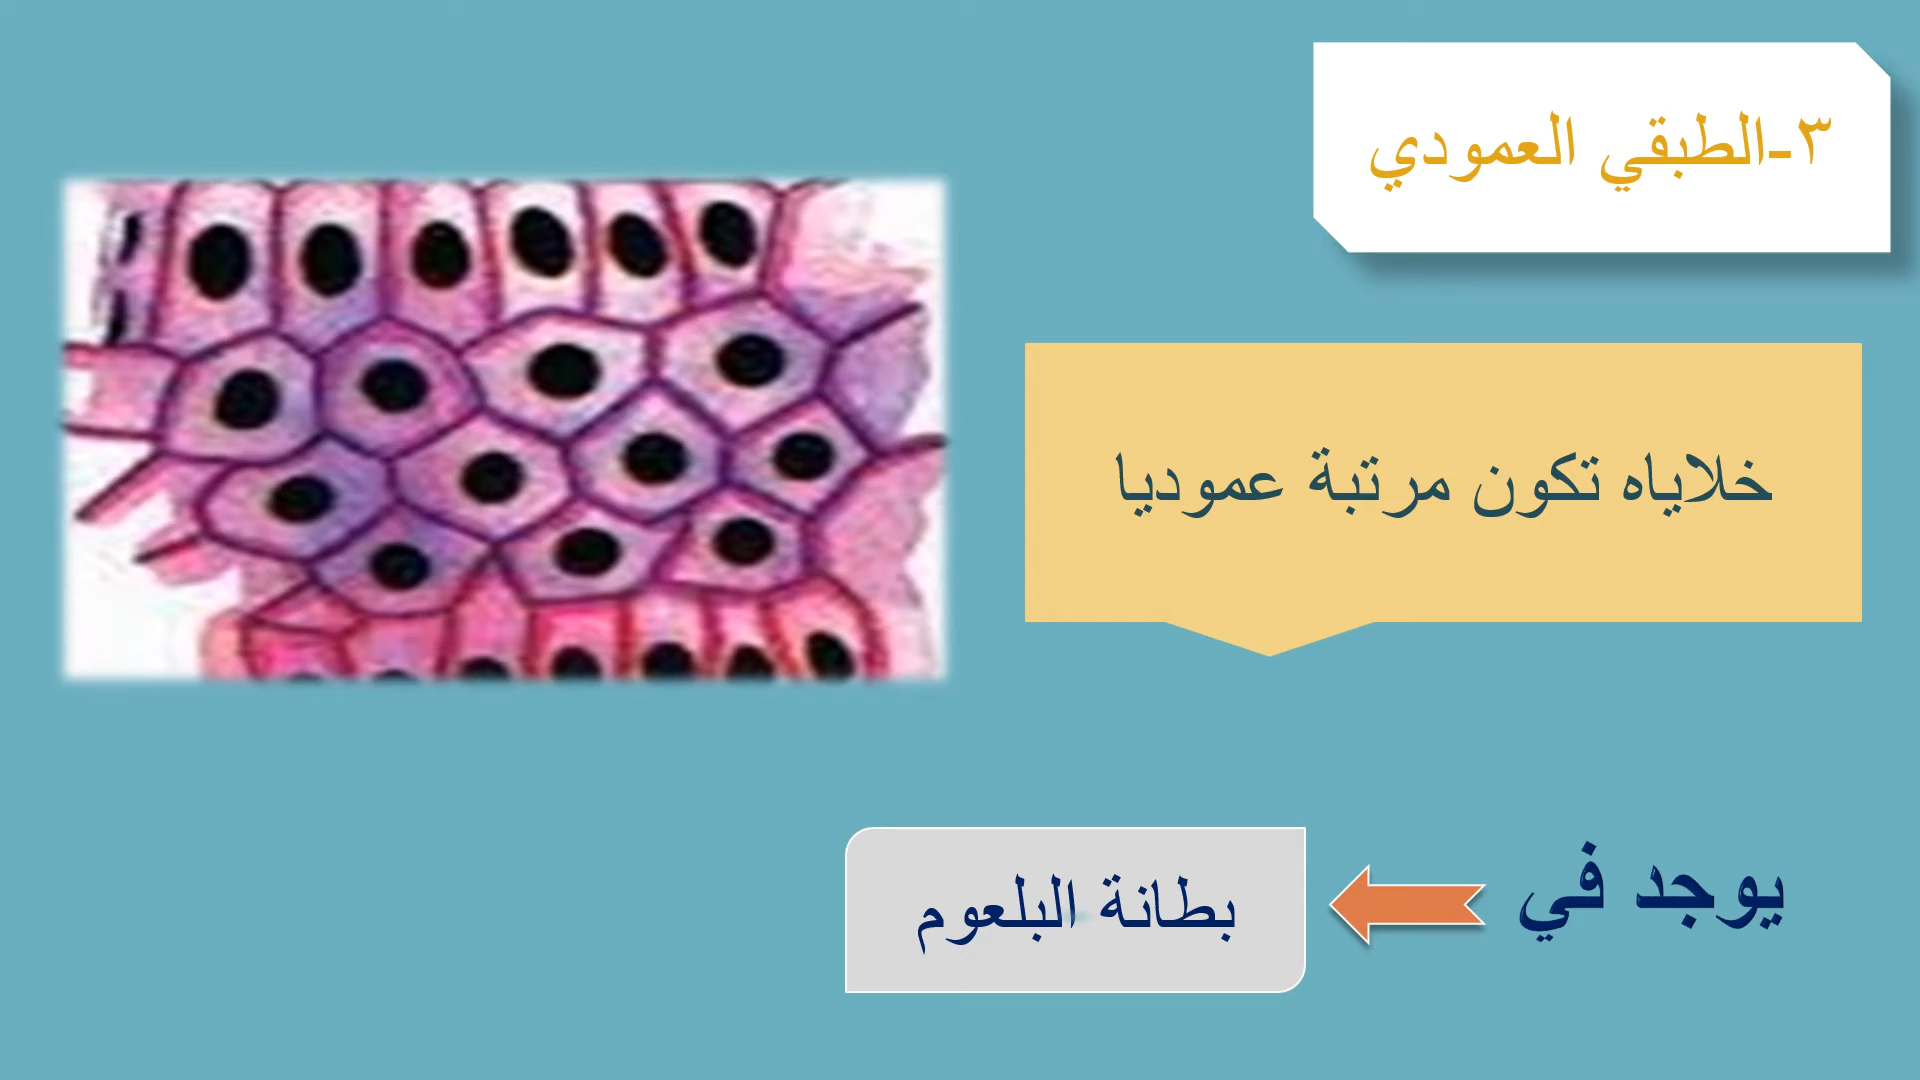 ٣-الطبقي العمودي
خلاياه تكون مرتبة عموديا
يوجد في
بطانة البلعوم